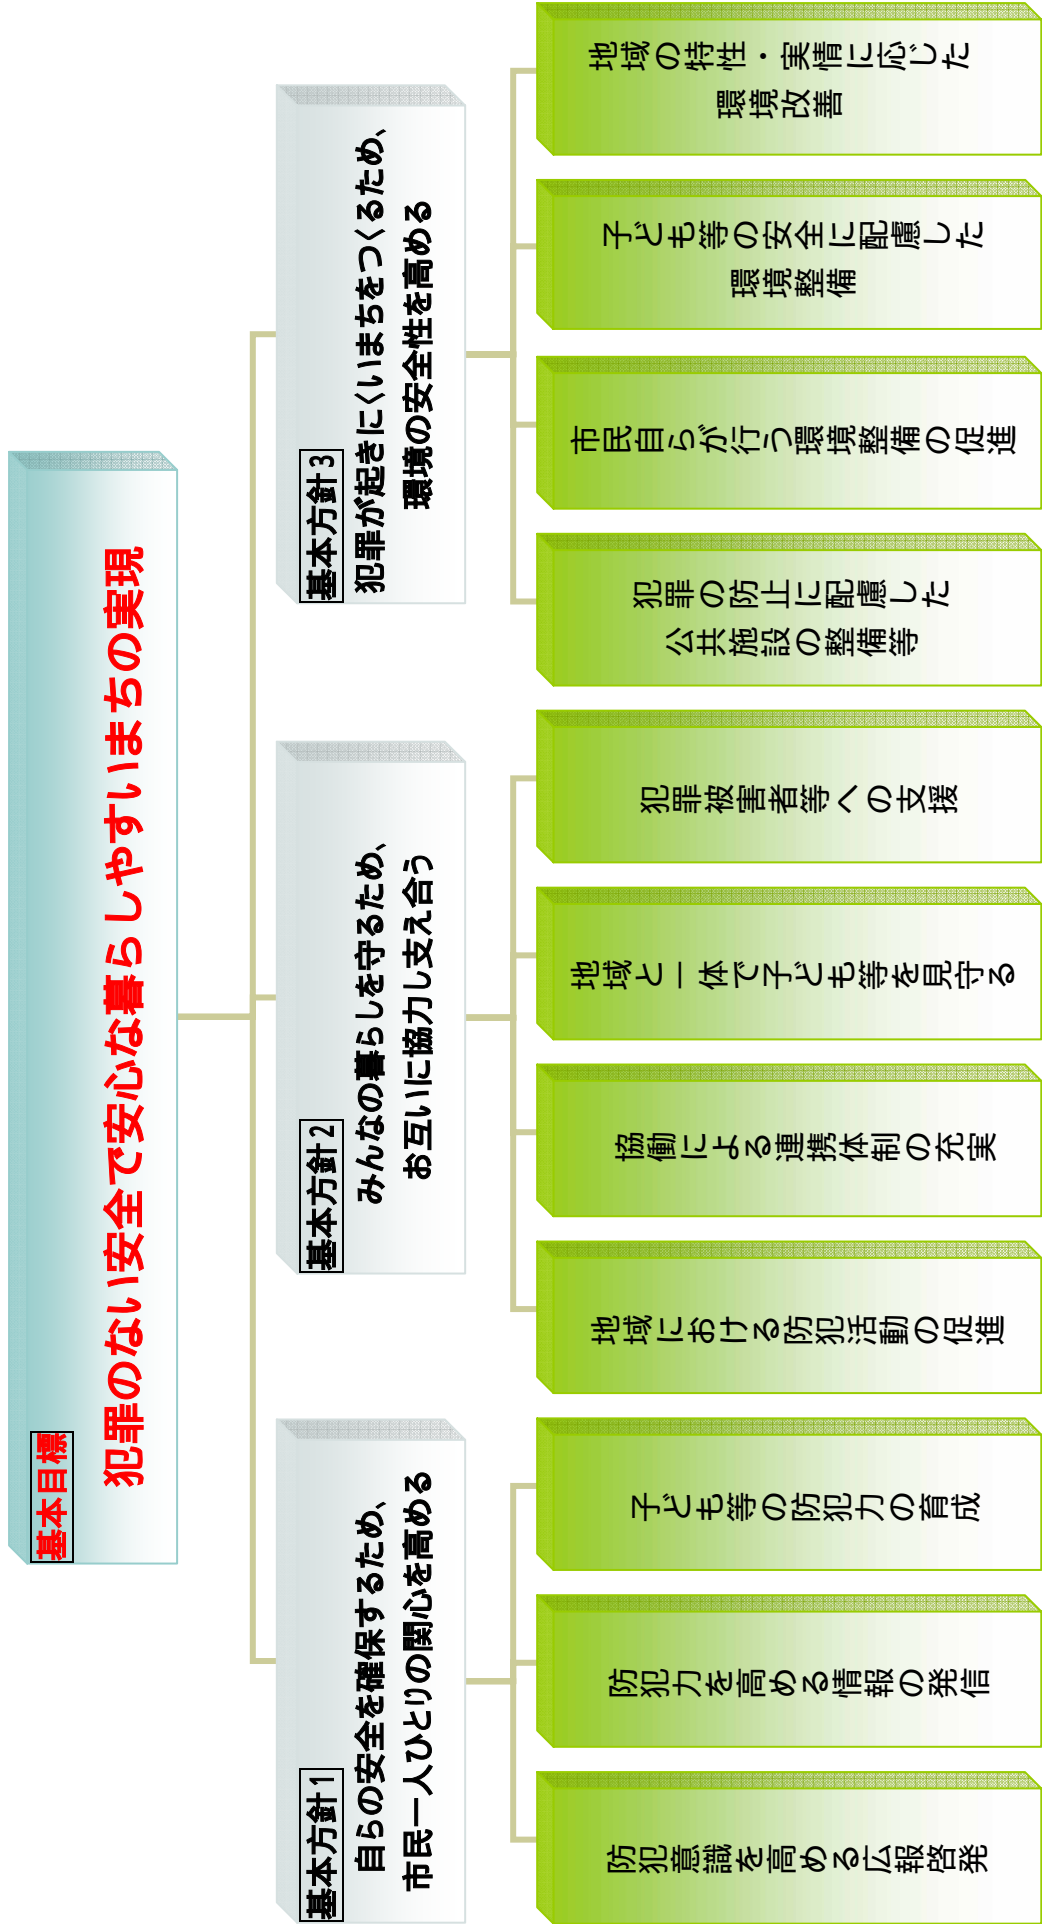 基本目標
犯罪のない安全で安心な暮らしやすいまちの実現
基本方針1
自らの安全を確保するため、
市民一人ひとりの関心を高める
基本方針2
みんなの暮らしを守るため、
お互いに協力し支え合う
基本方針3
犯罪が起きにくいまちをつくるため、
環境の安全性を高める
防犯意識を高める広報啓発
防犯力を高める情報の発信
子ども等の防犯力の育成
地域における防犯活動の促進
協働による連携体制の充実
地域と一体で子ども等を見守る
犯罪被害者等への支援
犯罪の防止に配慮した
公共施設の整備等
市民自らが行う環境整備の促進
子ども等の安全に配慮した
環境整備
地域の特性・実情に応じた
環境改善